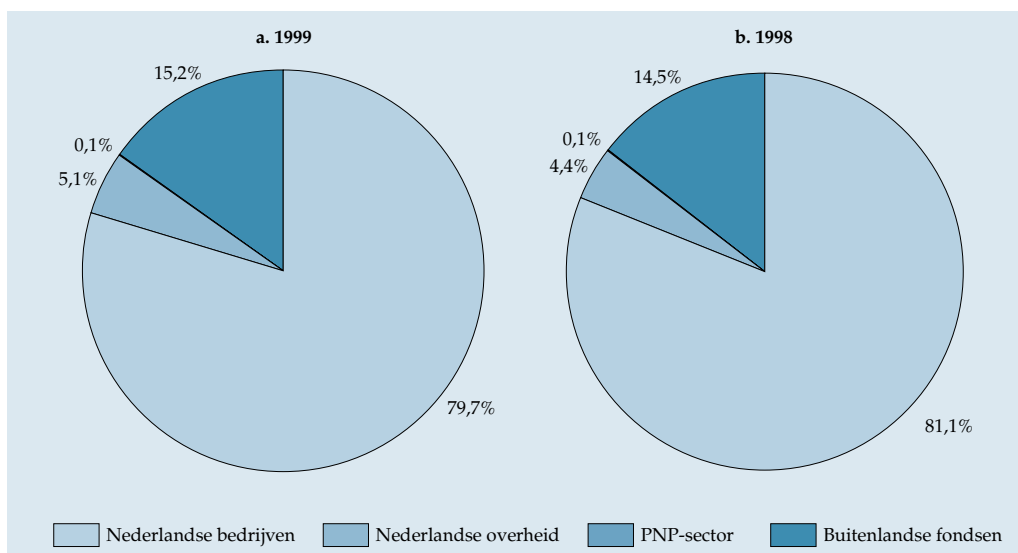 a. 1999
15,2%
0,1%
5,1%
79,7%
b. 1998
14,5%
0,1%
4,4%
81,1%
Nederlandse bedrijven Nederlandse overheid PNP-sector Buitenlandse fondsen